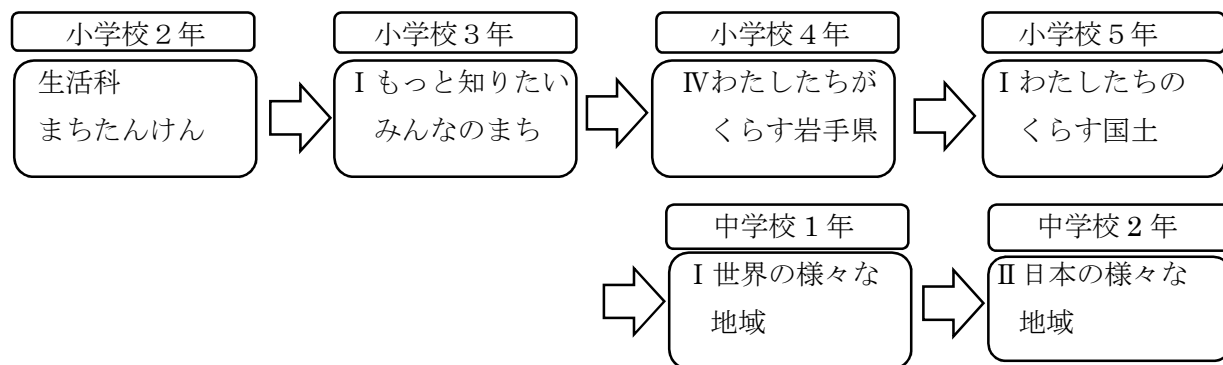 小学校2年
生活科
まちたんけん
小学校3年
Ⅰもっと知りたい
みんなのまち
小学校4年
Ⅳわたしたちが
くらす岩手県
小学校5年
Ⅰわたしたちの
くらす国土
中学校1年
Ⅰ世界の様々な
地域
中学校2年
Ⅱ日本の様々な
地域